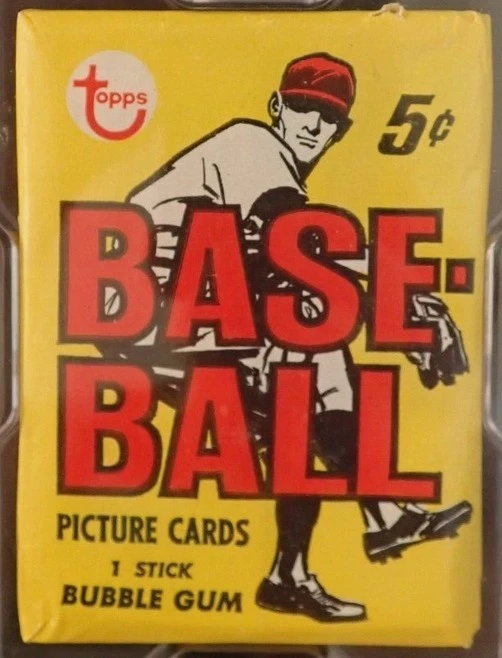 topps
5¢
BASE-
BALL
PICTURE CARDS
1 STICK
BUBBLE GUM